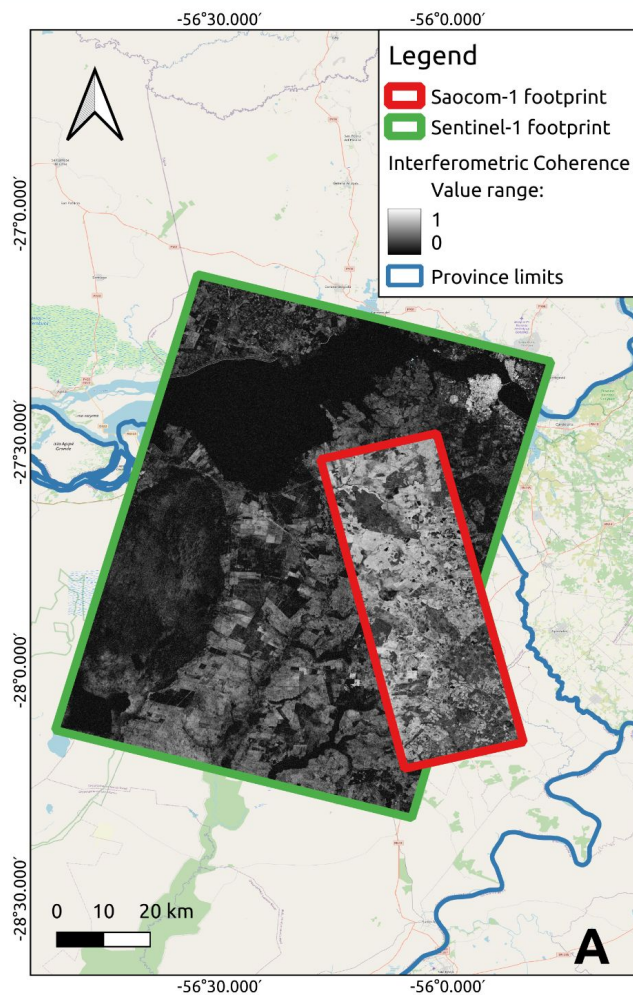 -56°30.000′ -56°0.000′
Legend
Saocom-1 footprint
Sentinel-1 footprint
Interferometric Coherence
Value range:
1
0
Province limits
-27°0.000′
-27°30.000′
-28°0.000′
-28°30.000′
0 10 20 km
A
-56°30.000′ -56°0.000′